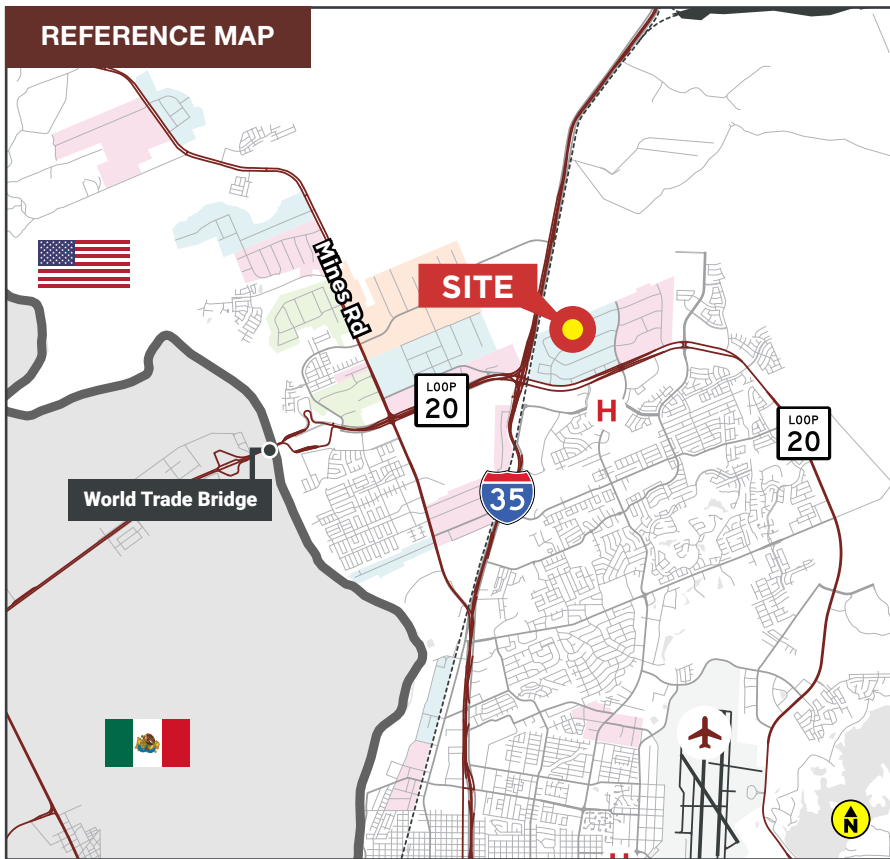 REFERENCE MAP
Mines Rd
SITE
LOOP
20
H
LOOP
20
35
World Trade Bridge
N
H